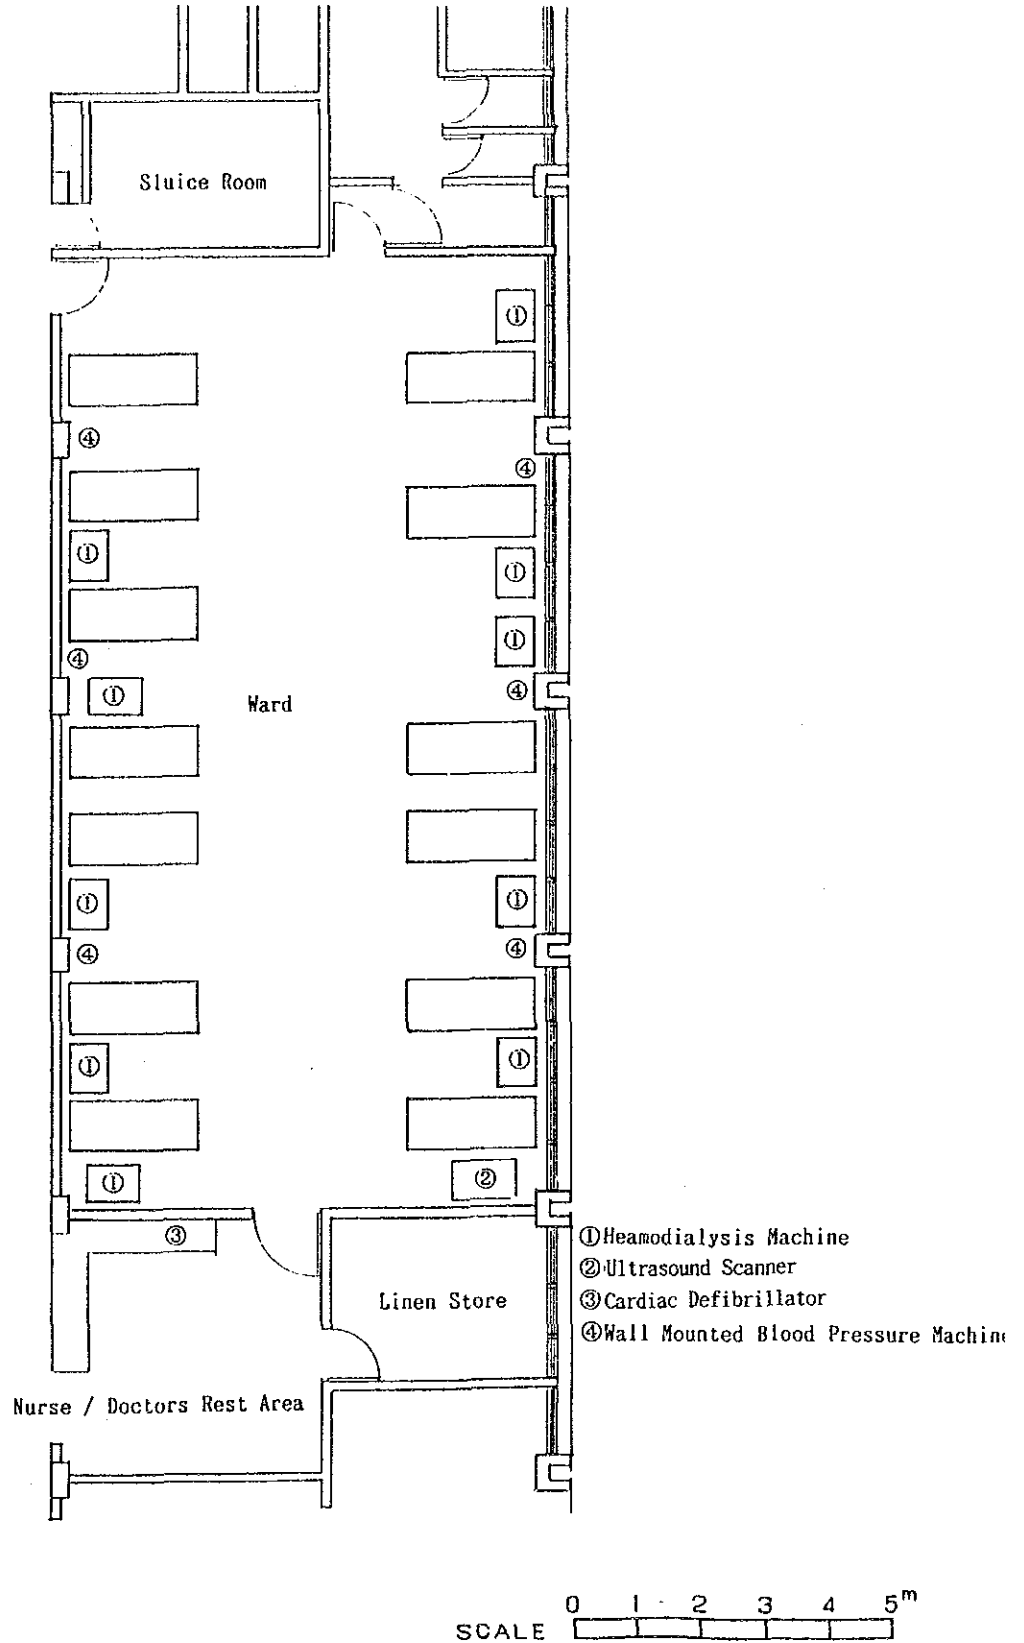 Sluice Room
①
④
④
①
①
①
④
①
④
Ward
①
①
④
④
①
①
①
②
③
①Heamodialysis Machine
②Ultrasound Scanner
③Cardiac Defibrillator
④Wall Mounted Blood Pressure Machine
Linen Store
Nurse / Doctors Rest Area
0 1 2 3 4 5m
SCALE